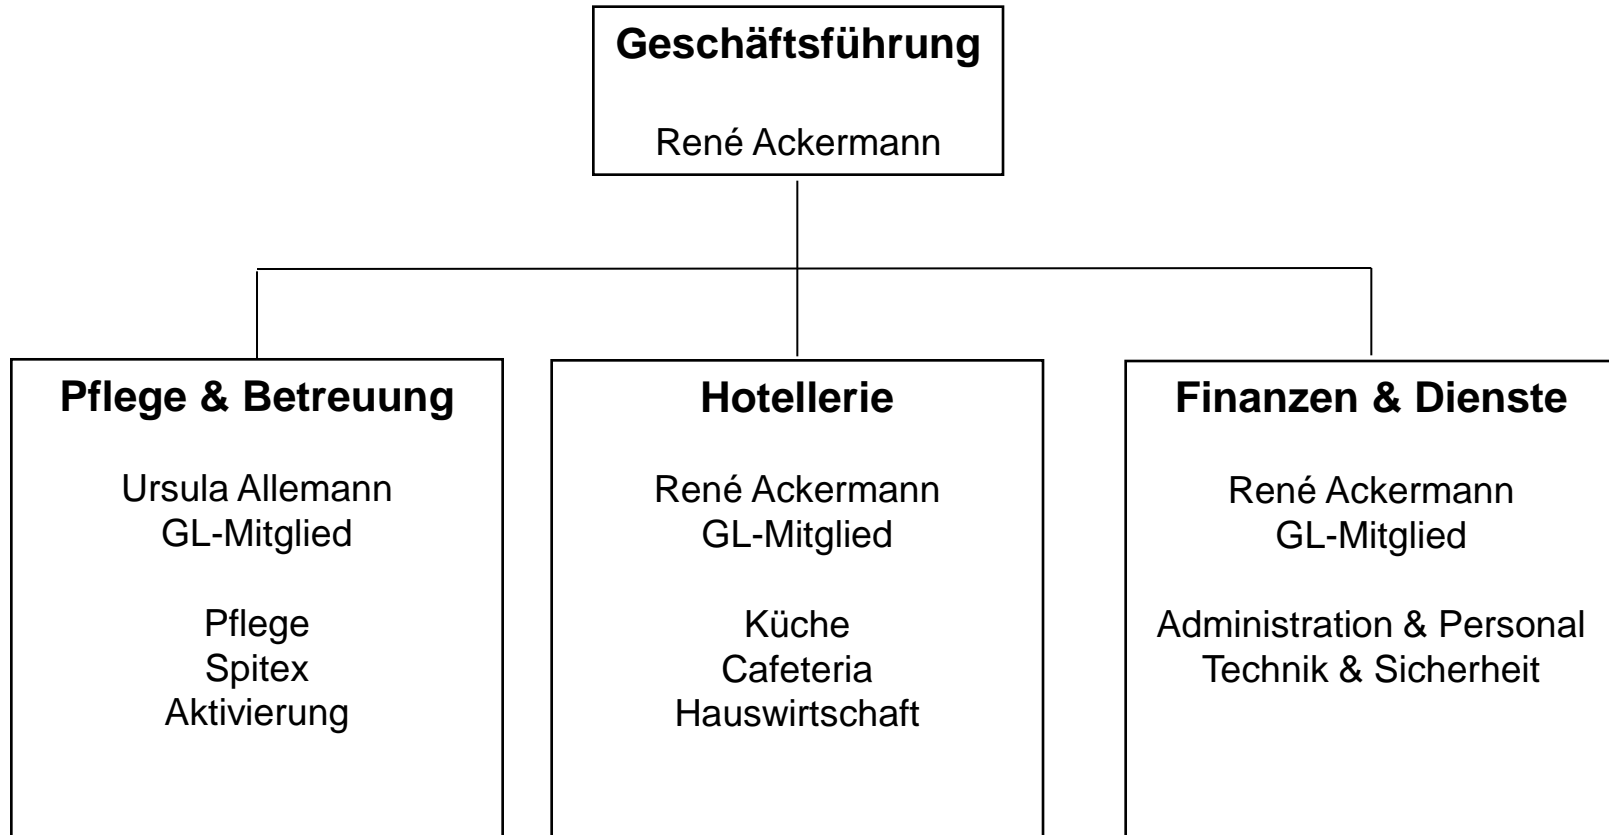 Geschäftsführung
René Ackermann
Pflege & Betreuung
Ursula Allemann
GL-Mitglied
Pflege
Spitex
Aktivierung
Hotellerie
René Ackermann
GL-Mitglied
Küche
Cafeteria
Hauswirtschaft
Finanzen & Dienste
René Ackermann
GL-Mitglied
Administration & Personal
Technik & Sicherheit